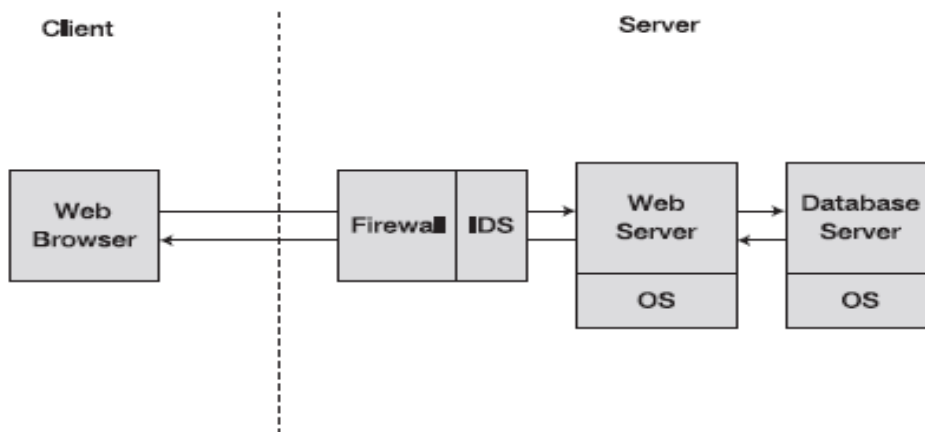 Client
Server
Web
Browser
Firewall
IDS
Web
Server
OS
Database
Server
OS